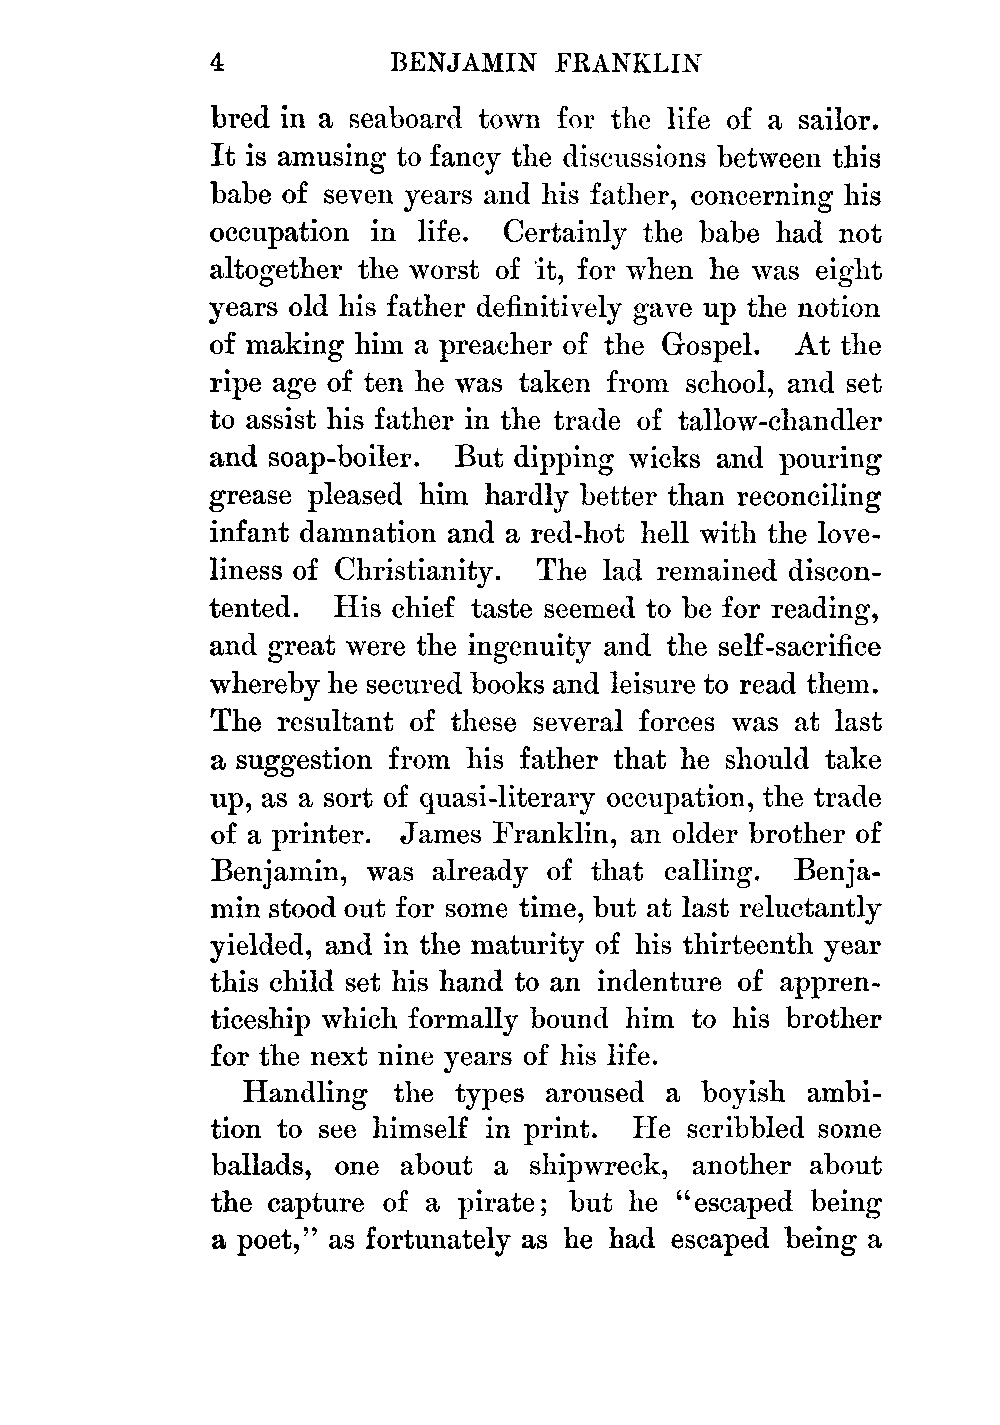 4 BENJAMIN FRANKLIN
bred in a seaboard town for the life of a sailor.
It is amusing to fancy the discussions between this
babe of seven years and his father, concerning his
occupation in life. Certainly the babe had not
altogether the worst of it, for when he was eight
years old his father definitively gave up the notion
of making him a preacher of the Gospel. At the
ripe age of ten he was taken from school, and set
to assist his father in the trade of tallow-chandler
and soap-boiler. But dipping wicks and pouring
grease pleased him hardly better than reconciling
infant damnation and a red-hot hell with the love-
liness of Christianity. The lad remained discon-
tented. His chief taste seemed to be for reading,
and great were the ingenuity and the self-sacrifice
whereby he secured books and leisure to read them.
The resultant of these several forces was at last
a suggestion from his father that he should take
up, as a sort of quasi-literary occupation, the trade
of a printer. James Franklin, an older brother of
Benjamin, was already of that calling. Benja-
min stood out for some time, but at last reluctantly
yielded, and in the maturity of his thirteenth year
this child set his hand to an indenture of appren-
ticeship which formally bound him to his brother
for the next nine years of his life.
Handling the types aroused a boyish ambi-
tion to see himself in print. He scribbled some
ballads, one about a shipwreck, another about
the capture of a pirate; but he "escaped being
a poet," as fortunately as he had escaped being a